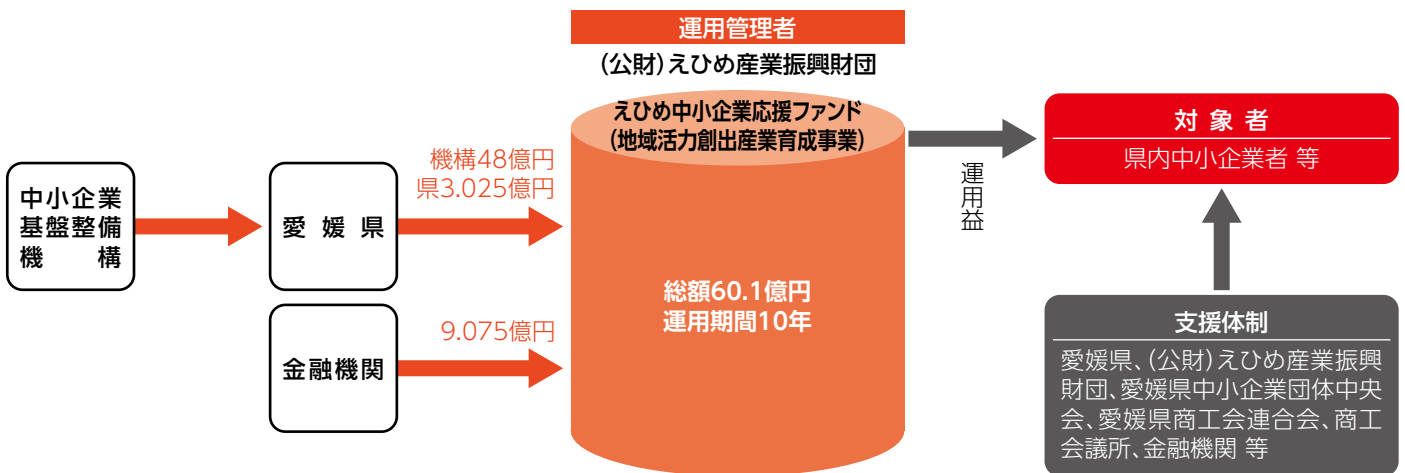 運用管理者
(公財)えひめ産業振興財団
えひめ中小企業応援ファンド
(地域活力創出産業育成事業)
中小企業
基盤整備
機構
愛媛県
機構48億円
県3.025億円
金融機関
9.075億円
総額60.1億円
運用期間10年
運用益
対象者
県内中小企業者 等
支援体制
愛媛県、(公財)えひめ産業振興
財団、愛媛県中小企業団体中央
会、愛媛県商工会連合会、商工
会議所、金融機関 等